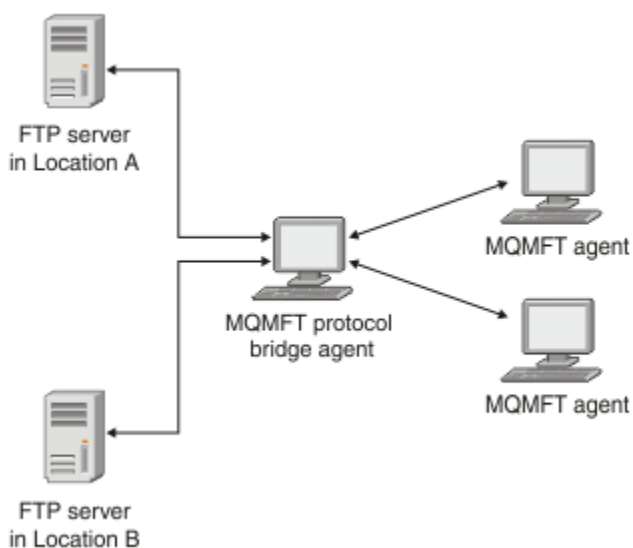 FTP server
in Location A
MQMFT agent
MQMFT protocol
bridge agent
MQMFT agent
FTP server
in Location B